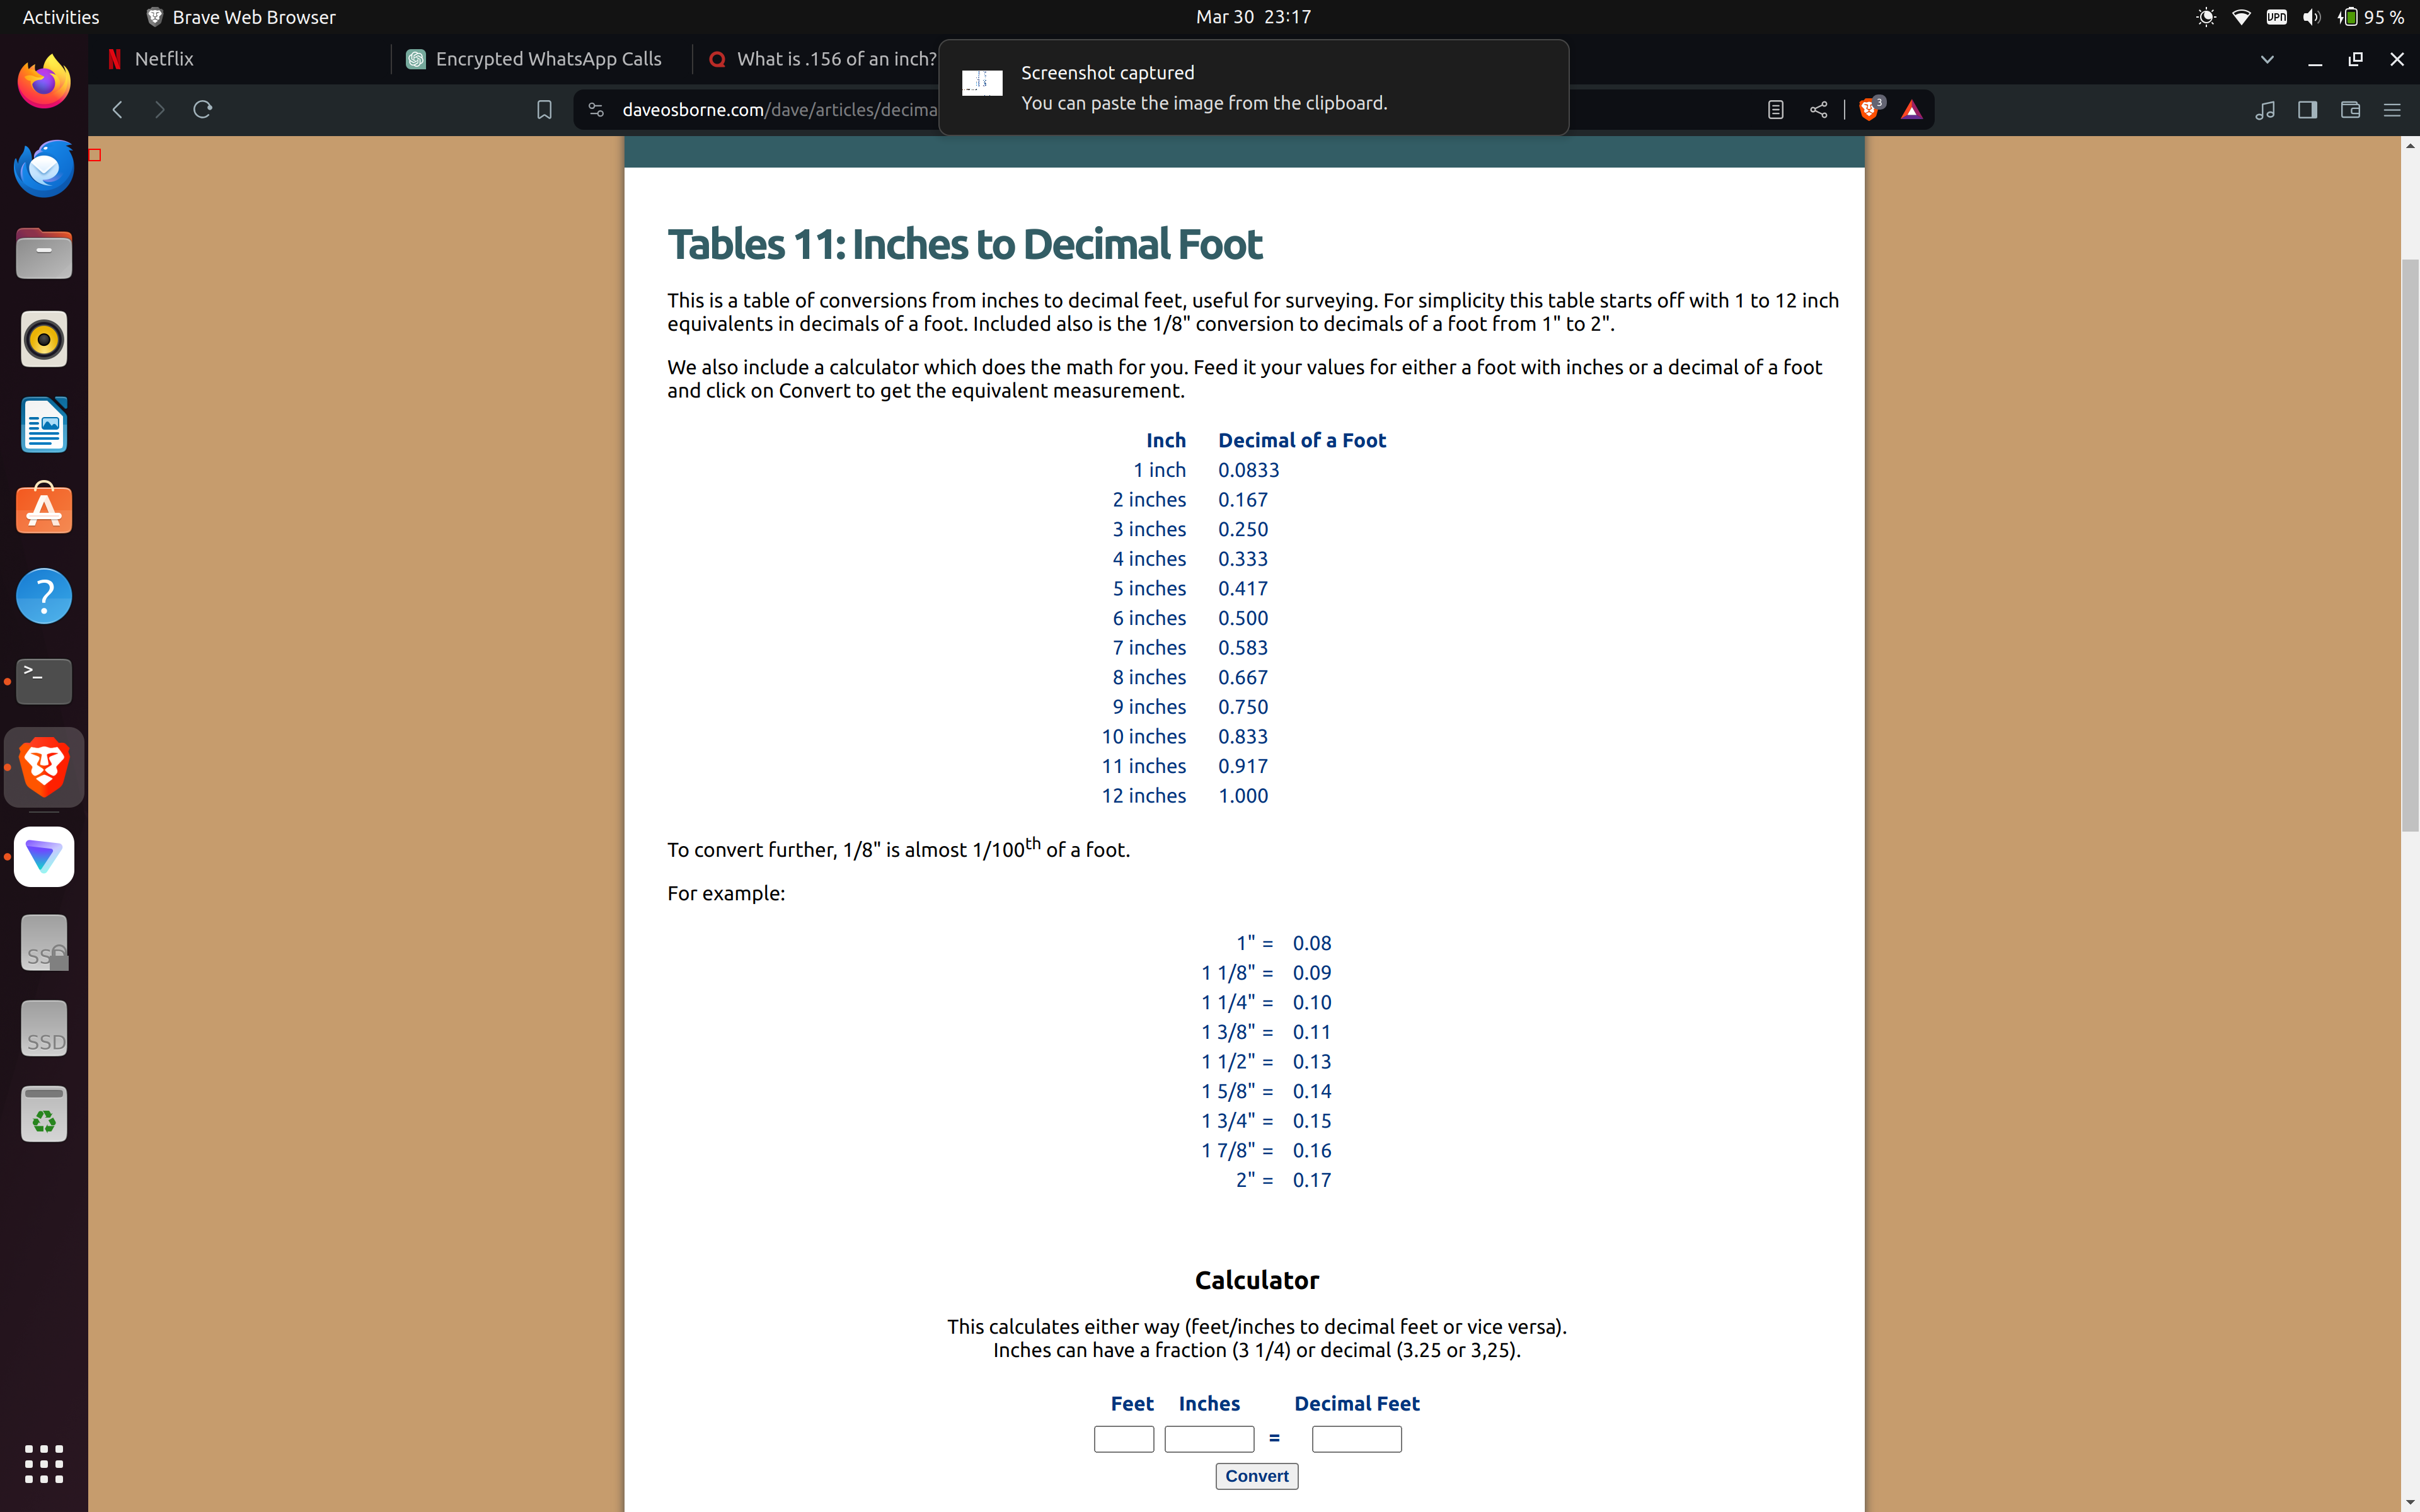 Activities
Brave Web Browser
Mar 30 23:17
VPN
95 %
Netflix
Encrypted WhatsApp Calls
What is .156 of an inch?
Screenshot captured
You can paste the image from the clipboard.
daveosborne.com/dave/articles/decima
3
Tables 11: Inches to Decimal Foot
This is a table of conversions from inches to decimal feet, useful for surveying. For simplicity this table starts off with 1 to 12 inch
equivalents in decimals of a foot. Included also is the 1/8" conversion to decimals of a foot from 1" to 2".
We also include a calculator which does the math for you. Feed it your values for either a foot with inches or a decimal of a foot
and click on Convert to get the equivalent measurement.
Inch Decimal of a Foot
1 inch 0.0833
2 inches 0.167
3 inches 0.250
4 inches 0.333
5 inches 0.417
6 inches 0.500
7 inches 0.583
8 inches 0.667
9 inches 0.750
10 inches 0.833
11 inches 0.917
12 inches 1.000
To convert further, 1/8" is almost 1/100th of a foot.
For example:
1" = 0.08
1 1/8" = 0.09
1 1/4" = 0.10
1 3/8" = 0.11
1 1/2" = 0.13
1 5/8" = 0.14
1 3/4" = 0.15
1 7/8" = 0.16
2" = 0.17
SSD
SSD
Calculator
This calculates either way (feet/inches to decimal feet or vice versa).
Inches can have a fraction (3 1/4) or decimal (3.25 or 3,25).
Feet Inches Decimal Feet
=
Convert